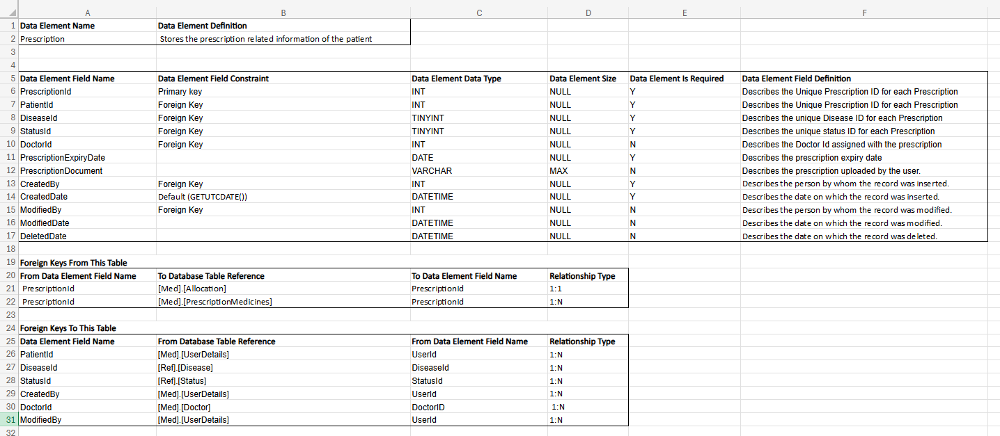 A B C D E F
1 Data Element Name Data Element Definition
2 Prescription Stores the prescription related information of the patient
3
4
5 Data Element Field Name Data Element Field Constraint Data Element Data Type Data Element Size Data Element Is Required Data Element Field Definition
6 PrescriptionId Primary key INT NULL Y Describes the Unique Prescription ID for each Prescription
7 PatientId Foreign Key INT NULL Y Describes the Unique Prescription ID for each Prescription
8 DiseaseId Foreign Key TINYINT NULL Y Describes the unique Disease ID for each Prescription
9 StatusId Foreign Key TINYINT NULL Y Describes the unique status ID for each Prescription
10 DoctorId Foreign Key INT NULL N Describes the Doctor Id assigned with the prescription
11 PrescriptionExpiryDate DATE NULL Y Describes the prescription expiry date
12 PrescriptionDocument VARCHAR MAX N Describes the prescription uploaded by the user.
13 CreatedBy Foreign Key INT NULL Y Describes the person by whom the record was inserted.
14 CreatedDate Default (GETUTCDATE()) DATETIME NULL Y Describes the date on which the record was inserted.
15 ModifiedBy Foreign Key INT NULL N Describes the person by whom the record was modified.
16 ModifiedDate DATETIME NULL N Describes the date on which the record was modified.
17 DeletedDate DATETIME NULL N Describes the date on which the record was deleted.
18
19 Foreign Keys From This Table
20 From Data Element Field Name To Database Table Reference To Data Element Field Name Relationship Type
21 PrescriptionId [Med].[Allocation] PrescriptionId 1:1
22 PrescriptionId [Med].[PrescriptionMedicines] PrescriptionId 1:N
23
24 Foreign Keys To This Table
25 Data Element Field Name From Database Table Reference From Data Element Field Name Relationship Type
26 PatientId [Med].[UserDetails] UserId 1:N
27 DiseaseId [Ref].[Disease] DiseaseId 1:N
28 StatusId [Ref].[Status] StatusId 1:N
29 CreatedBy [Med].[UserDetails] UserId 1:N
30 DoctorId [Med].[Doctor] DoctorID 1:N
31 ModifiedBy [Med].[UserDetails] UserId 1:N
32